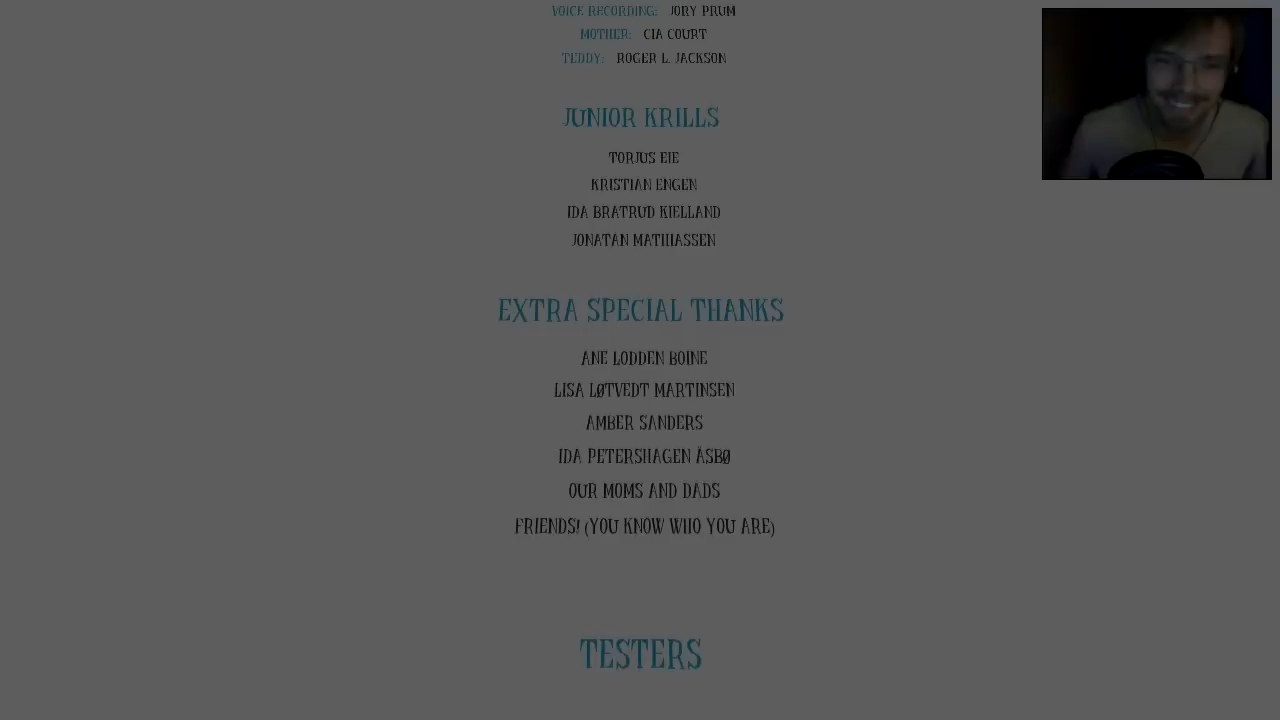 VOICE RECORDING: JORY PRUM
MOTHER: CIA COURT
TEDDY: ROGER L. JACKSON
JUNIOR KRILLS
TORJUS EIE
KRISTIAN ENGEN
IDA BRATRUD KIELLAND
JONATAN MATHIASSEN
EXTRA SPECIAL THANKS
ANE LODDEN BOINE
LISA LØTVEDT MARTINSEN
AMBER SANDERS
IDA PETERSHAGEN ÅSBØ
OUR MOMS AND DADS
FRIENDS! (YOU KNOW WHO YOU ARE)
TESTERS